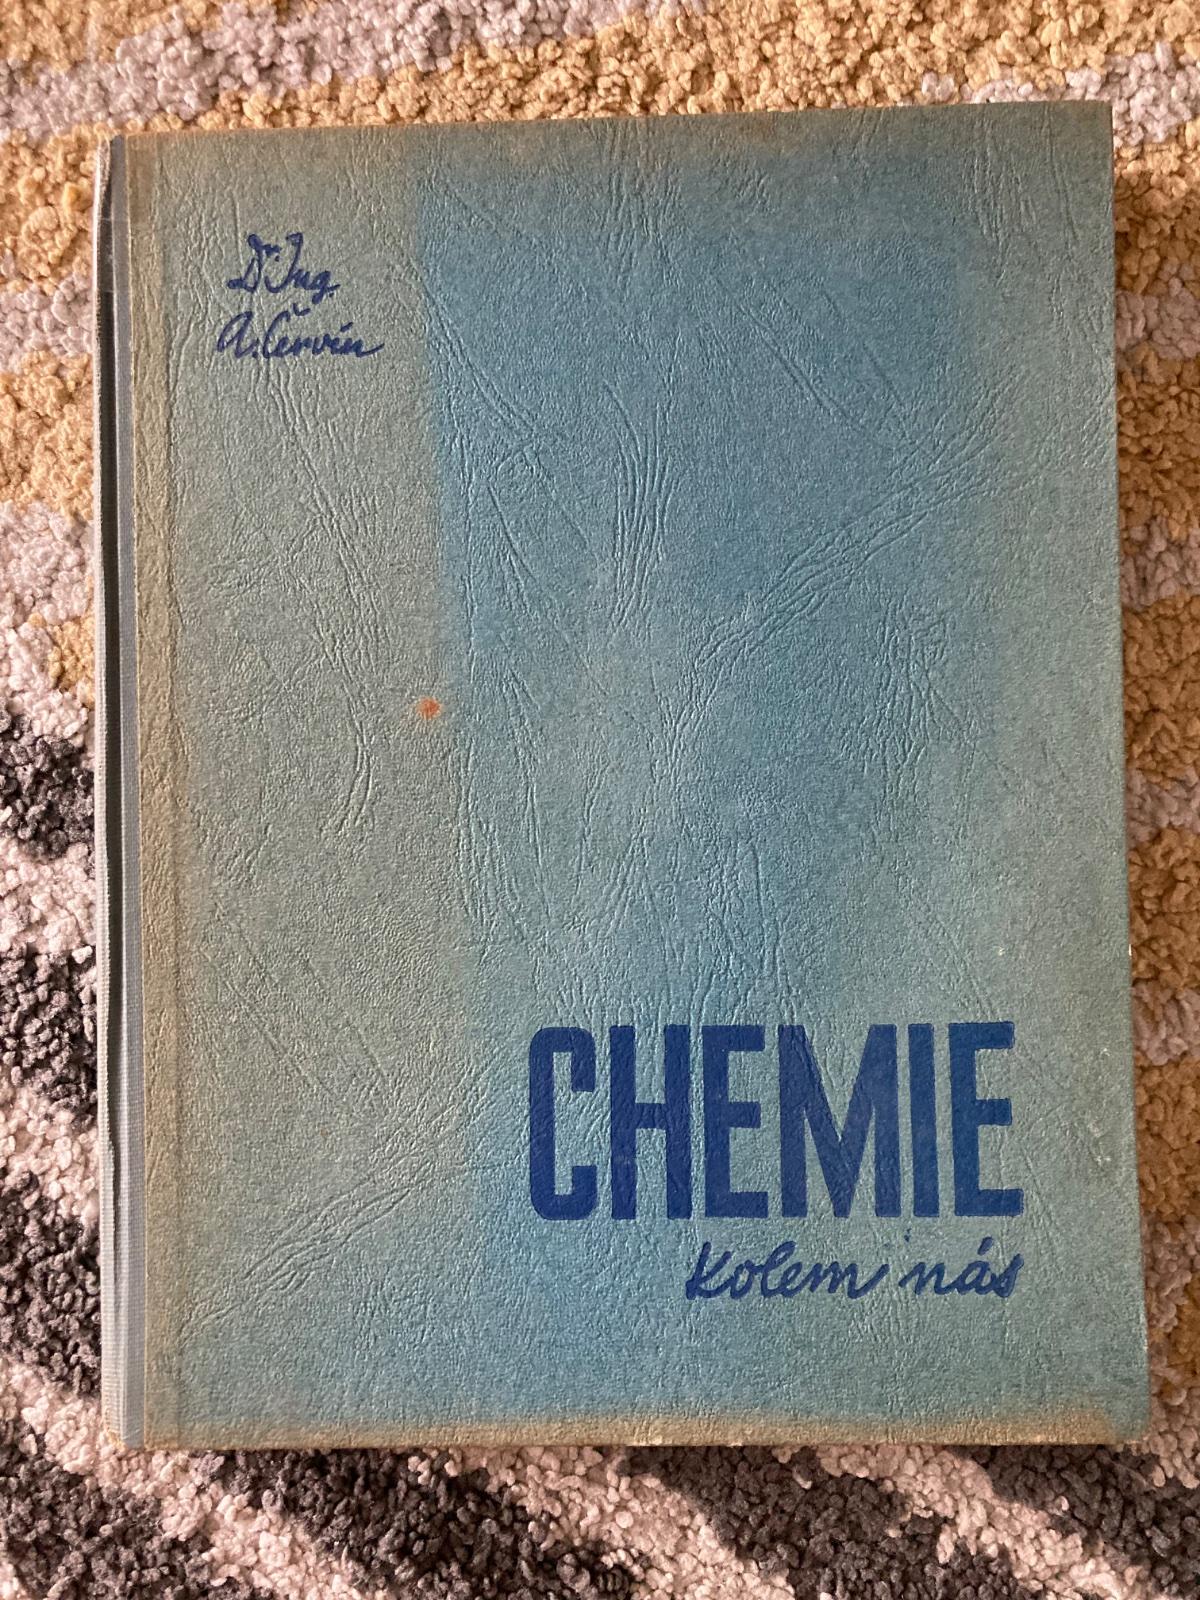 Dr. Ing.
A. Červín
CHEMIE
kolem nás